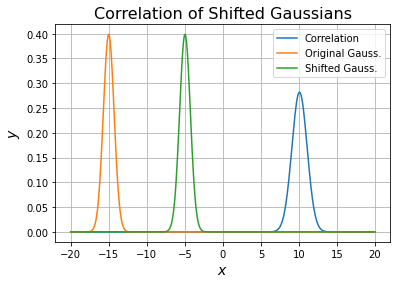 Correlation of Shifted Gaussians
Correlation
Original Gauss.
Shifted Gauss.
0.40
0.35
0.30
0.25
0.20
0.15
0.10
0.05
0.00
y
−20 −15 −10 −5 0 5 10 15 20
x